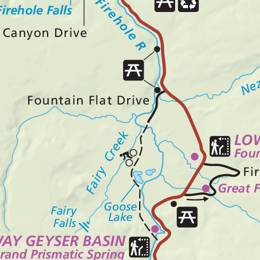 Firehole Falls
Canyon Drive
Firehole R
Fountain Flat Drive
Nez
Fairy Creek
LOW
Foun
Fir
Great F
Goose
Lake
Fairy
Falls
WAY GEYSER BASIN
rand Prismatic Spring